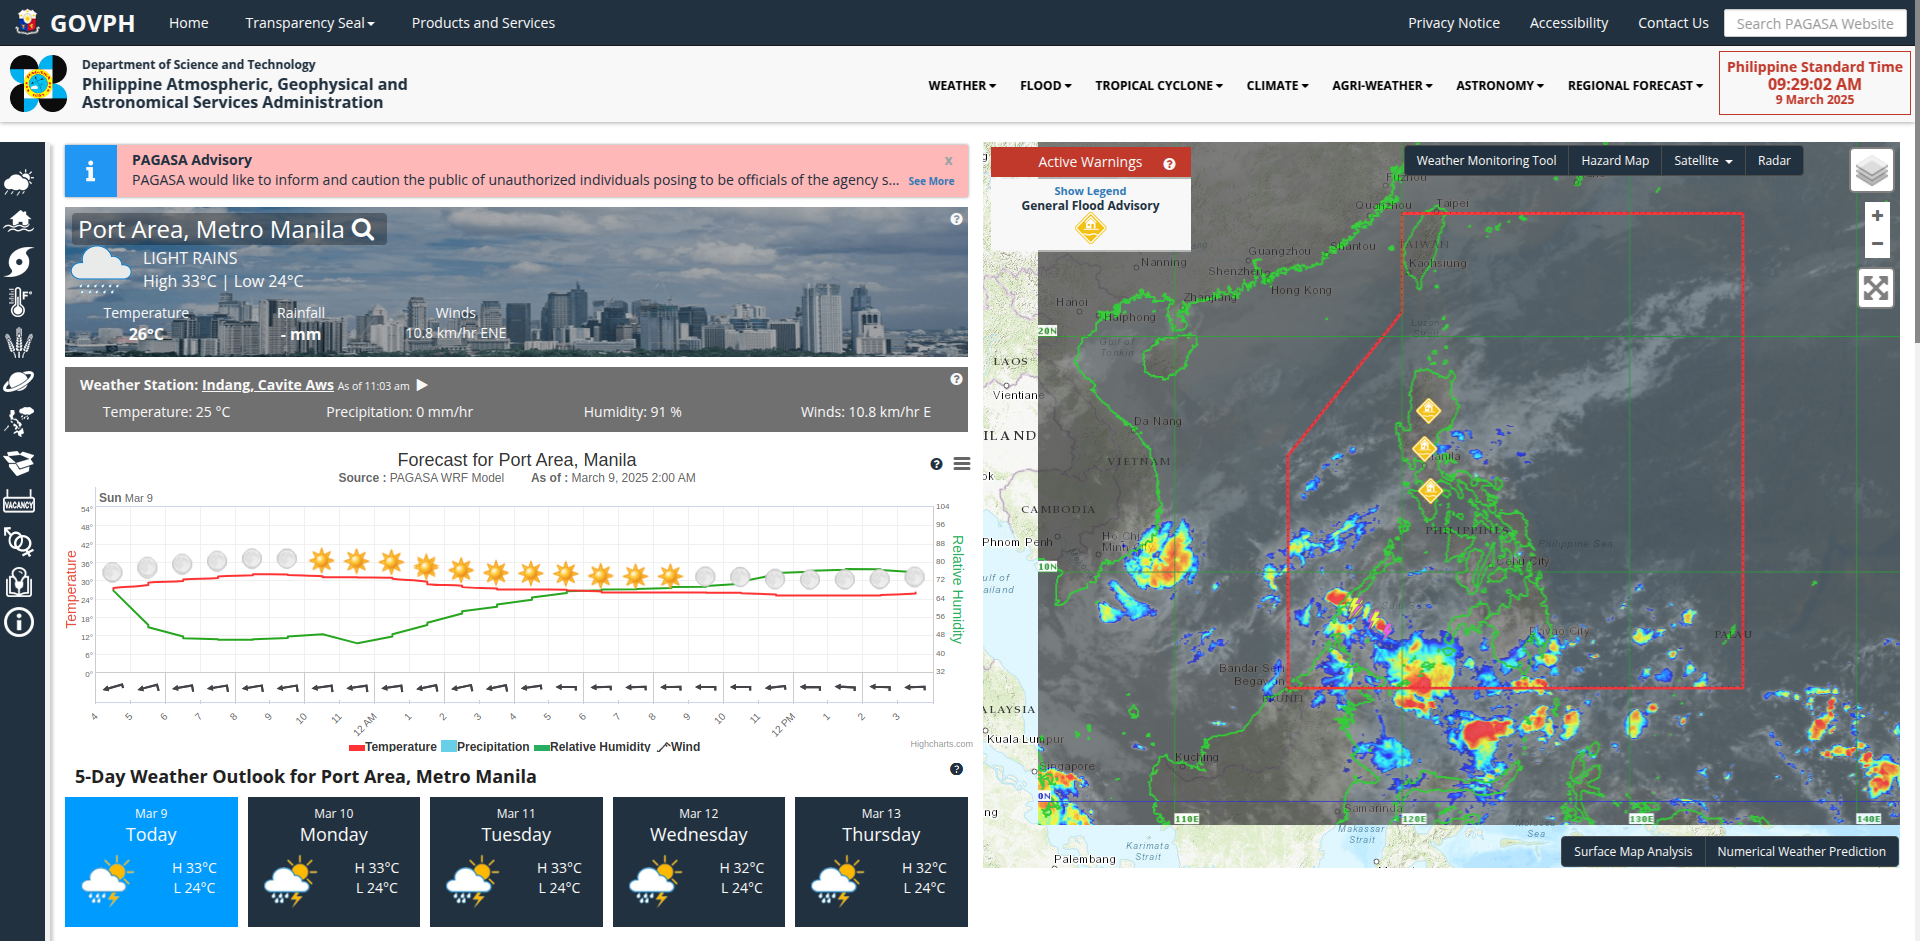 GOVPH
Home
Transparency Seal
Products and Services
Privacy Notice
Accessibility
Contact Us
Search PAGASA Website
Department of Science and Technology
Philippine Atmospheric, Geophysical and
Astronomical Services Administration
WEATHER
FLOOD
TROPICAL CYCLONE
CLIMATE
AGRI-WEATHER
ASTRONOMY
REGIONAL FORECAST
Philippine Standard Time
09:29:02 AM
9 March 2025
PAGASA Advisory
x
PAGASA would like to inform and caution the public of unauthorized individuals posing to be officials of the agency s... See More
Port Area, Metro Manila
LIGHT RAINS
High 33°C | Low 24°C
Temperature
26°C
Rainfall
- mm
Winds
10.8 km/hr ENE
Weather Station: Indang, Cavite Aws As of 11:03 am
Temperature: 25 °C
Precipitation: 0 mm/hr
Humidity: 91 %
Winds: 10.8 km/hr E
Forecast for Port Area, Manila
Source : PAGASA WRF Model As of : March 9, 2025 2:00 AM
Sun Mar 9
Temperature
54°
48°
42°
36°
30°
24°
18°
12°
6°
0°
104
96
88
80
72
64
56
48
40
32
Relative Humidity
4 5 6 7 8 9 10 11 12 AM 1 2 3 4 5 6 7 8 9 10 11 12 PM 1 2 3
Temperature Precipitation Relative Humidity Wind
Highcharts.com
5-Day Weather Outlook for Port Area, Metro Manila
Mar 9
Today
H 33°C
L 24°C
Mar 10
Monday
H 33°C
L 24°C
Mar 11
Tuesday
H 33°C
L 24°C
Mar 12
Wednesday
H 32°C
L 24°C
Mar 13
Thursday
H 32°C
L 24°C
VACANCY
Active Warnings
Show Legend
General Flood Advisory
Weather Monitoring Tool
Hazard Map
Satellite
Radar
+
−
Fuzhou
Quanzhou
Taipei
TAIWAN
Kaohsiung
Shantou
Guangzhou
Shenzhen
Hong Kong
Nanning
Zhanjiang
Hanoi
Haiphong
Gulf of
Tonkin
Luzon
20N
LAOS
Vientiane
ILAND
Da Nang
VIETNAM
CAMBODIA
Phnom Penh
Ho Chi
Minh City
ulf of
ailand
10N
anila
PHILIPPINES
Philippine Sea
Cebu City
Davao City
PALAU
Bandar Seri
Begawan
BRUNEI
ALAYSIA
Kuala Lumpur
Singapore
Kuching
Samarinda
0N
110E
120E
130E
140E
ng
Palembang
Karimata
Strait
Makassar
Strait
Sea
Surface Map Analysis
Numerical Weather Prediction